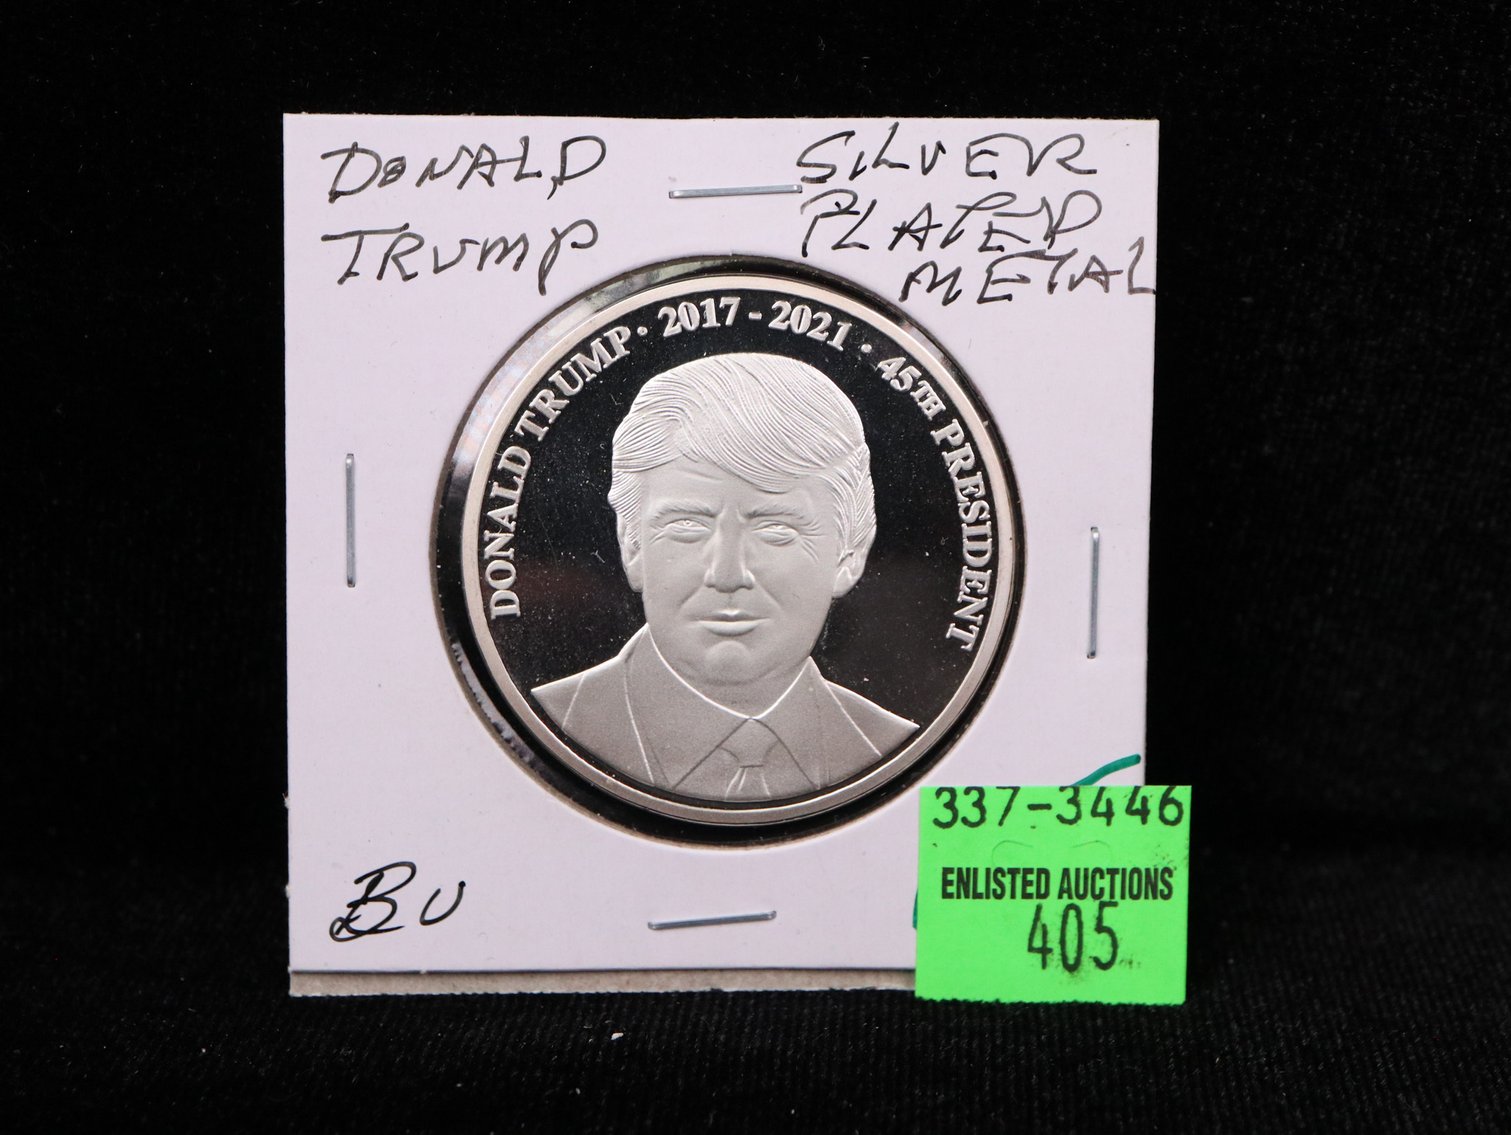 DONALD
TRUMP
SILVER
PLATED
METAL
DONALD TRUMP · 2017 - 2021 · 45TH PRESIDENT
BU
337-3446
ENLISTED AUCTIONS
405